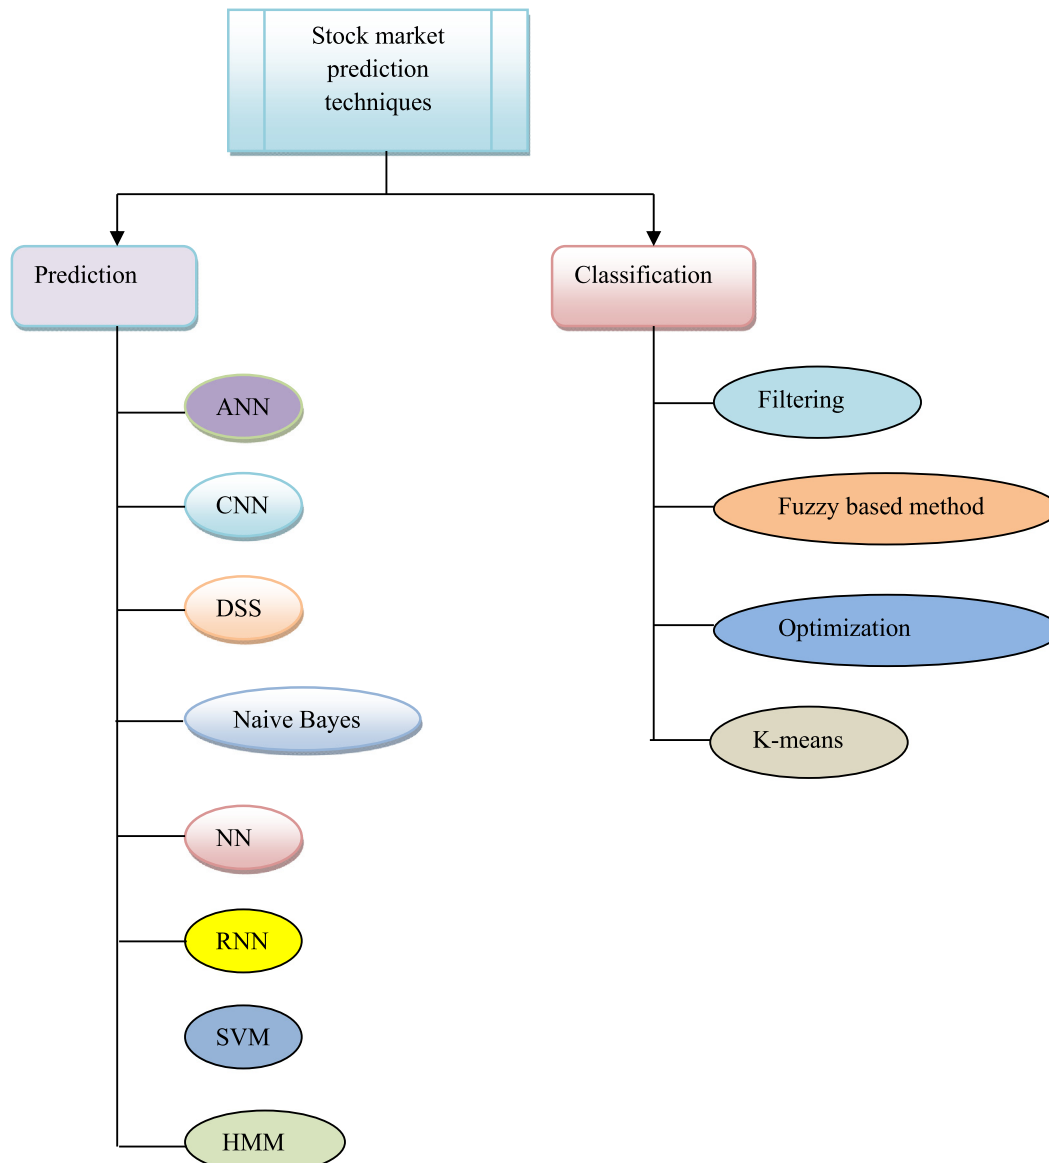 Stock market
prediction
techniques
Prediction
Classification
ANN
CNN
DSS
Naive Bayes
NN
RNN
SVM
HMM
Filtering
Fuzzy based method
Optimization
K-means